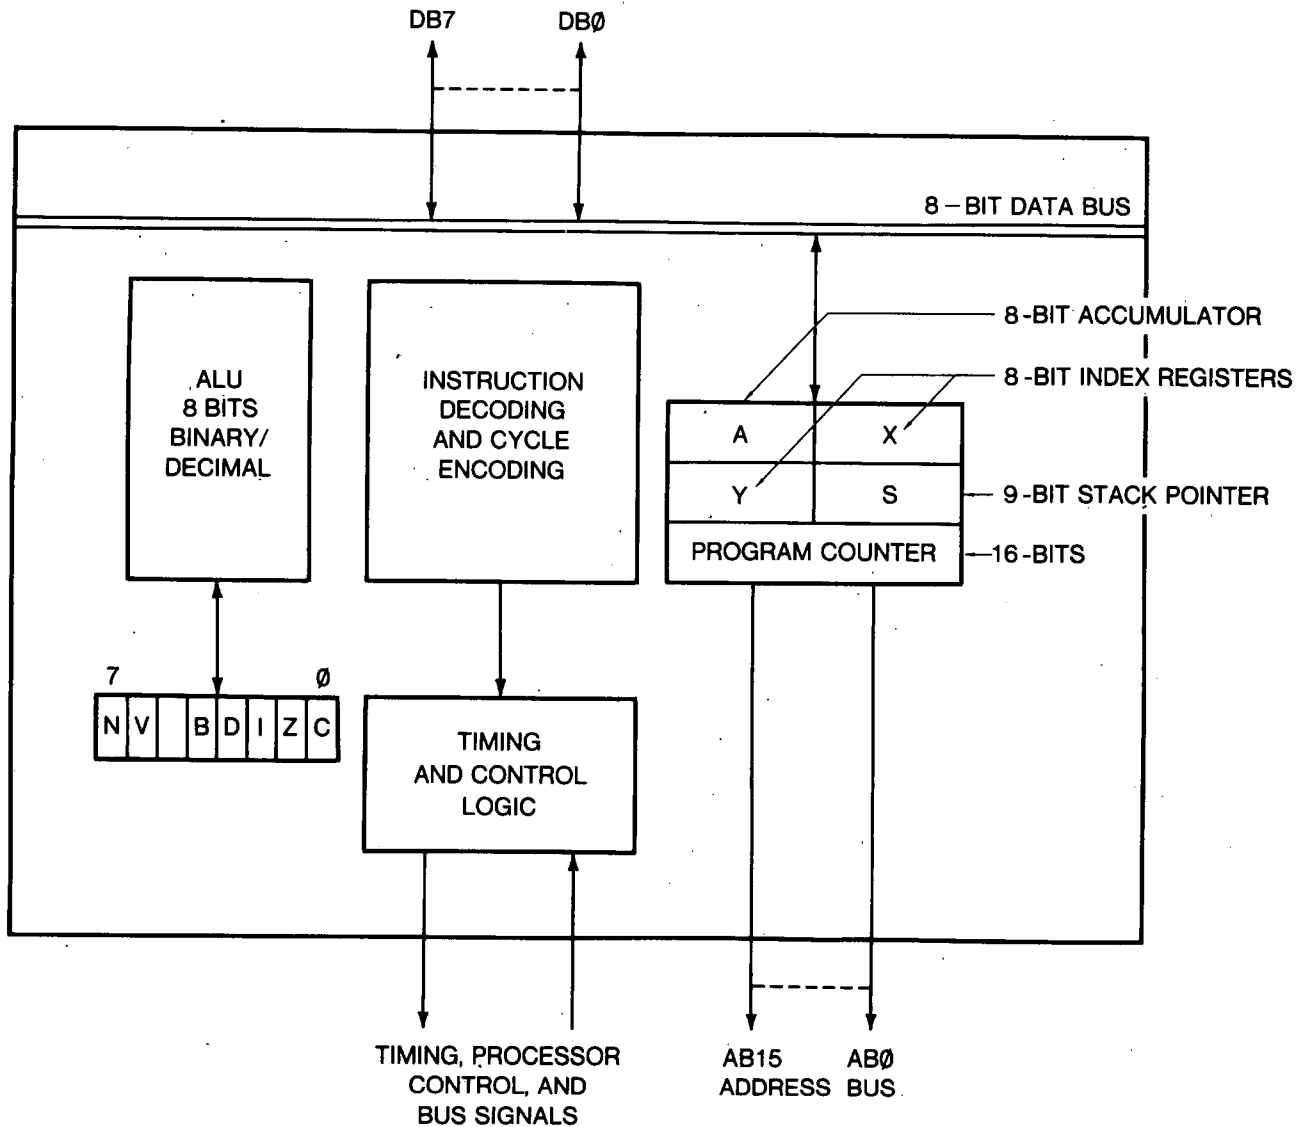 DB7 DBØ
8-BIT DATA BUS
8-BIT ACCUMULATOR
8-BIT INDEX REGISTERS
ALU
8 BITS
BINARY/
DECIMAL
INSTRUCTION
DECODING
AND CYCLE
ENCODING
A X
Y S
9-BIT STACK POINTER
PROGRAM COUNTER
16-BITS
7 Ø
N V B D I Z C
TIMING
AND CONTROL
LOGIC
TIMING, PROCESSOR
CONTROL, AND
BUS SIGNALS
AB15 ABØ
ADDRESS BUS